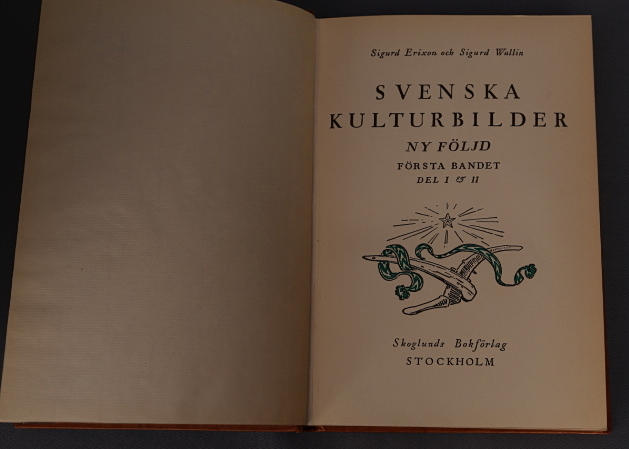 Sigurd Erixon och Sigurd Wallin
SVENSKA
KULTURBILDER
NY FÖLJD
FÖRSTA BANDET
DEL I & II
Skoglunds Bokförlag
STOCKHOLM